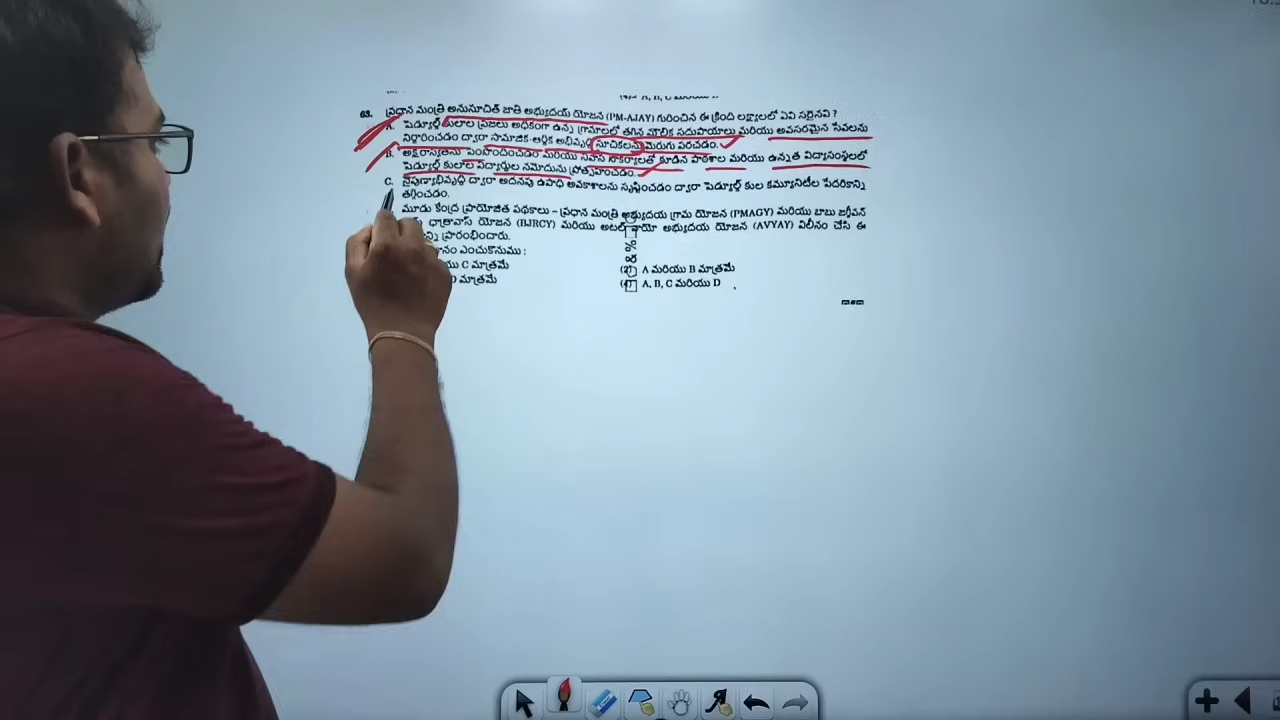 63. ప్రధాన మంత్రి అనుసూచిత్ జాతి అభ్యుదయ్ యోజన (PM-AJAY) గురించిన ఈ క్రింది లక్ష్యాలలో ఏవి సరైనవి ?
A. షెడ్యూల్డ్ కులాల ప్రజలు అధికంగా ఉన్న గ్రామాలలో తగిన మౌలిక సదుపాయాలు మరియు అవసరమైన సేవలను
నిర్ధారించడం ద్వారా సామాజిక-ఆర్థిక అభివృద్ధి సూచికలను మెరుగు పరచడం.
B. అక్షరాస్యతను పెంపొందించడం మరియు నివాస సౌకర్యాలతో కూడిన పాఠశాల మరియు ఉన్నత విద్యాసంస్థలలో
షెడ్యూల్డ్ కులాల విద్యార్థుల నమోదును ప్రోత్సహించడం.
C. నైపుణ్యాభివృద్ధి ద్వారా అదనపు ఉపాధి అవకాశాలను సృష్టించడం ద్వారా షెడ్యూల్డ్ కుల కమ్యూనిటీల పేదరికాన్ని
తగ్గించడం.
మూడు కేంద్ర ప్రాయోజిత పథకాలు – ప్రధాన మంత్రి అభ్యుదయ గ్రామ యోజన (PMAGY) మరియు బాబు జగ్జీవన్
ఛాత్రావాస్ యోజన (BJRCY) మరియు అటల్ వాయో అభ్యుదయ యోజన (AVYAY) విలీనం చేసి ఈ
ప్రారంభించారు.
ఎంచుకొనుము :
C మాత్రమే
(2) A మరియు B మాత్రమే
D మాత్రమే
(4) A, B, C మరియు D